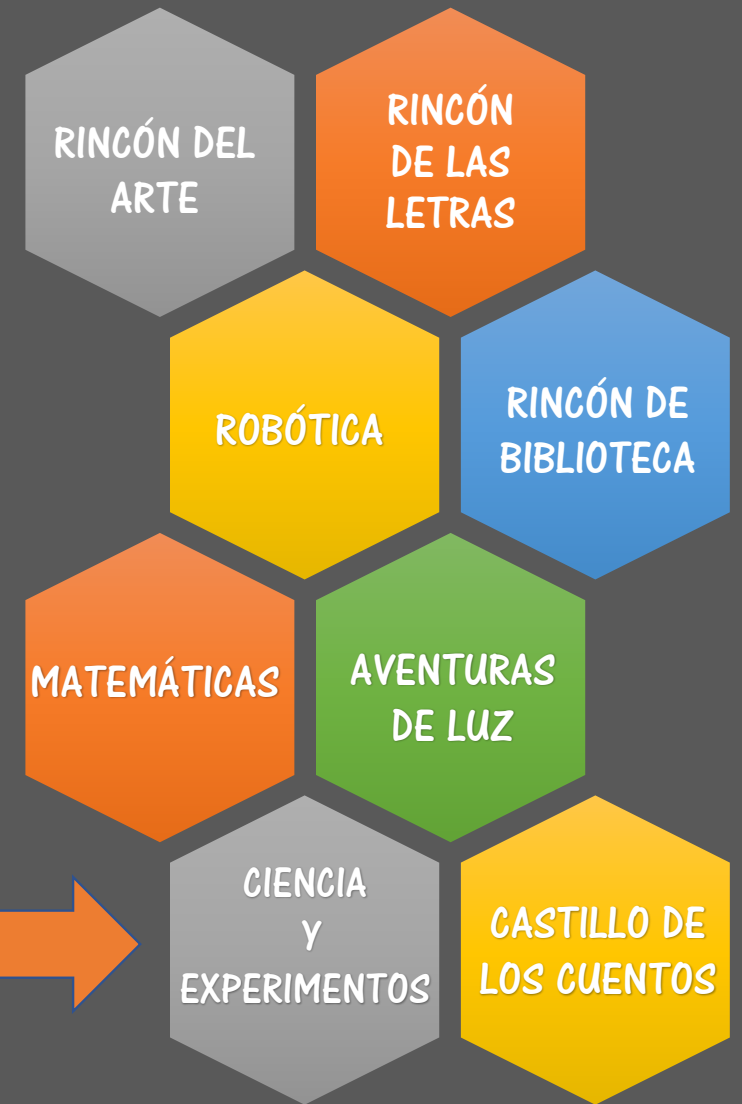 RINCÓN DEL
ARTE
RINCÓN
DE LAS
LETRAS
ROBÓTICA
RINCÓN DE
BIBLIOTECA
MATEMÁTICAS
AVENTURAS
DE LUZ
CIENCIA
Y
EXPERIMENTOS
CASTILLO DE
LOS CUENTOS